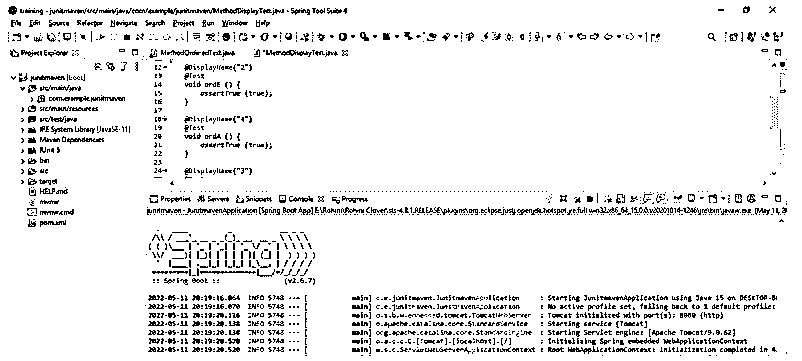 training - junitmaven/src/main/java/com/example/junitmaven/MethodDisplayTest.java - Spring Tool Suite 4
File Edit Source Refactor Navigate Search Project Run Window Help
Project Explorer
MethodOrderedTest.java *MethodDisplayTest.java
junitmaven [boot]
src/main/java
com.example.junitmaven
src/main/resources
src/test/java
JRE System Library [JavaSE-11]
Maven Dependencies
JUnit 5
bin
src
target
HELP.md
mvnw
mvnw.cmd
pom.xml
12 @DisplayName("2")
13 @Test
14 void ordE () {
15 assertTrue (true);
16 }
17
18 @DisplayName("4")
19 @Test
20 void ordA () {
21 assertTrue (true);
22 }
23
24 @DisplayName("3")
Properties Servers Snippets Console Progress
junitmaven - JunitmavenApplication [Spring Boot App]
:: Spring Boot :: (v2.6.7)
2022-05-11 20:19:16.064 INFO 5748 --- [ main] c.e.junitmaven.JunitmavenApplication : Starting JunitmavenApplication using Java 15 on DESKTOP-
2022-05-11 20:19:16.070 INFO 5748 --- [ main] c.e.junitmaven.JunitmavenApplication : No active profile set, falling back to 1 default profile:
2022-05-11 20:19:20.116 INFO 5748 --- [ main] o.s.b.w.embedded.tomcat.TomcatWebServer : Tomcat initialized with port(s): 8080 (http)
2022-05-11 20:19:20.138 INFO 5748 --- [ main] o.apache.catalina.core.StandardService : Starting service [Tomcat]
2022-05-11 20:19:20.138 INFO 5748 --- [ main] org.apache.catalina.core.StandardEngine : Starting Servlet engine: [Apache Tomcat/9.0.62]
2022-05-11 20:19:20.520 INFO 5748 --- [ main] o.a.c.c.C.[Tomcat].[localhost].[/] : Initializing Spring embedded WebApplicationContext
2022-05-11 20:19:20.520 INFO 5748 --- [ main] w.s.c.ServletWebServerApplicationContext : Root WebApplicationContext: initialization completed in 4